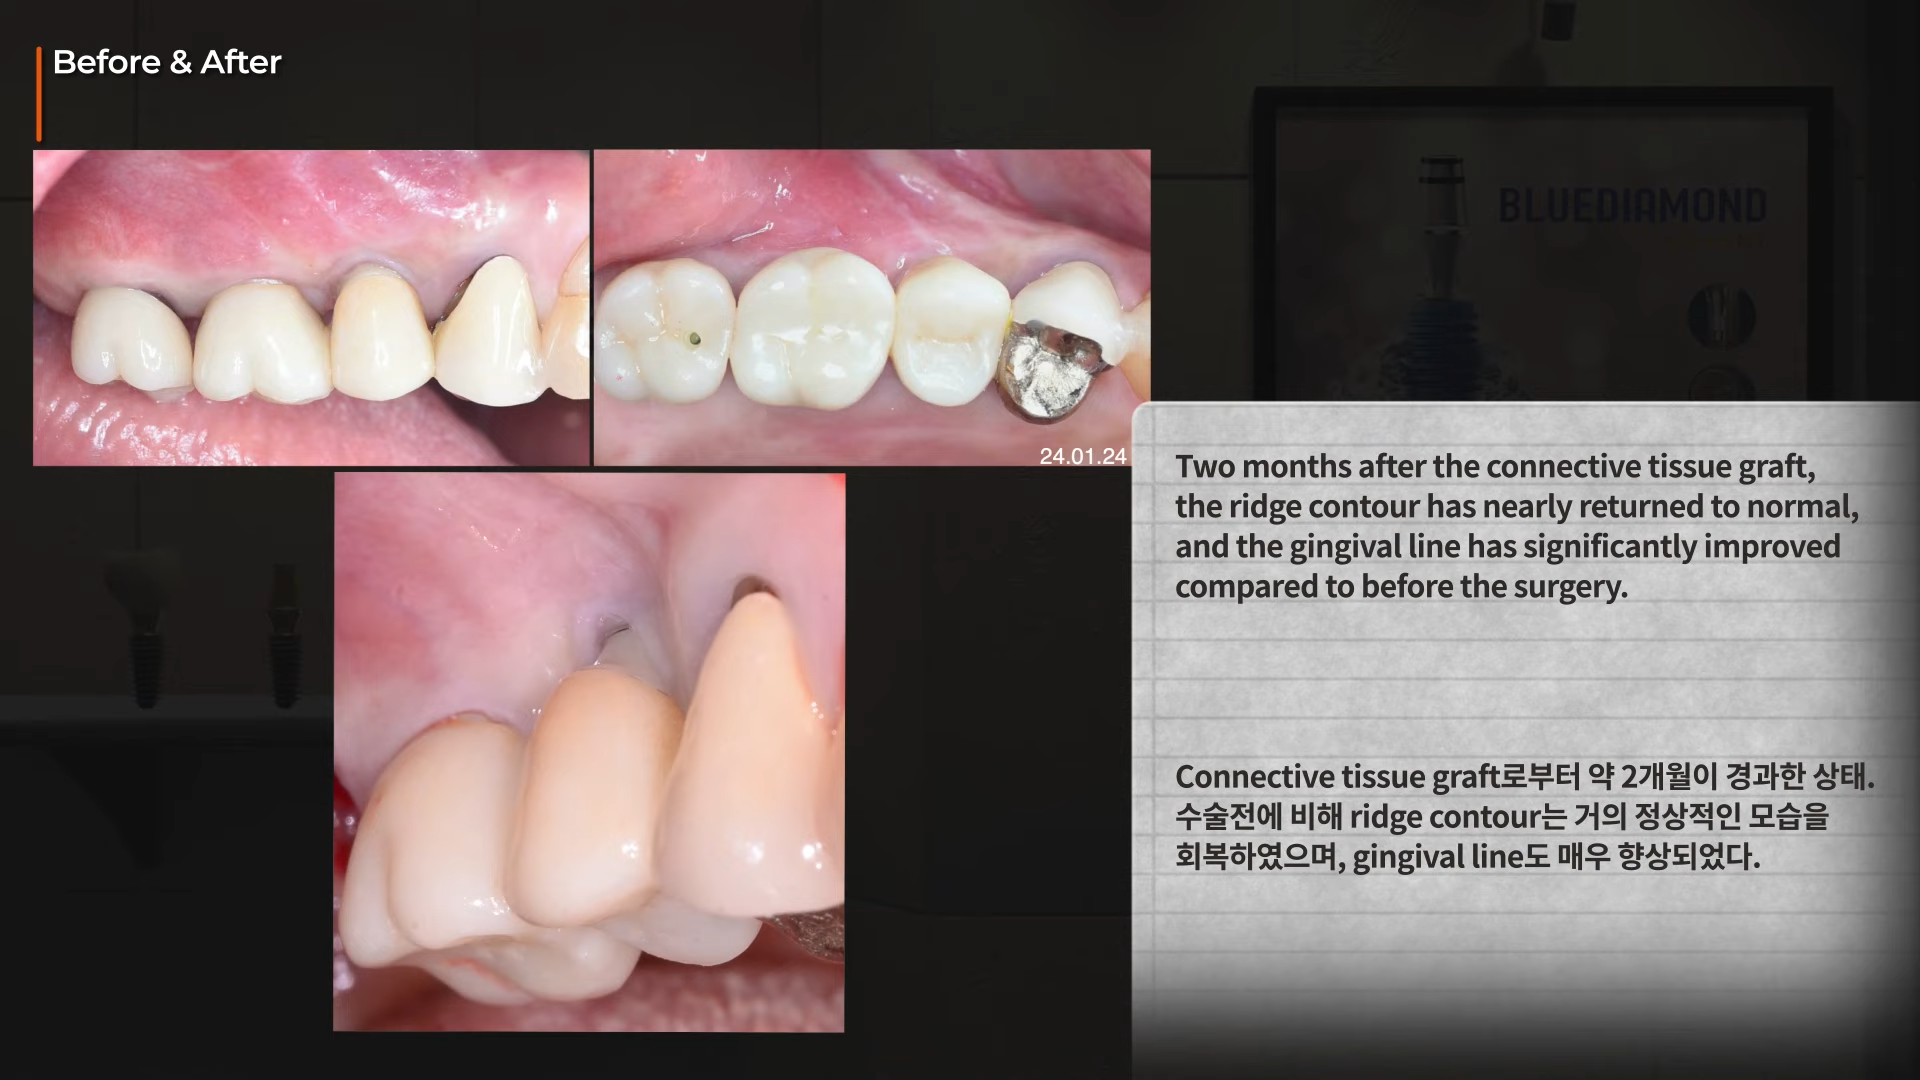 Before & After
BLUEDIAMOND
24.01.24
Two months after the connective tissue graft,
the ridge contour has nearly returned to normal,
and the gingival line has significantly improved
compared to before the surgery.
Connective tissue graft로부터 약 2개월이 경과한 상태.
수술전에 비해 ridge contour는 거의 정상적인 모습을
회복하였으며, gingival line도 매우 향상되었다.